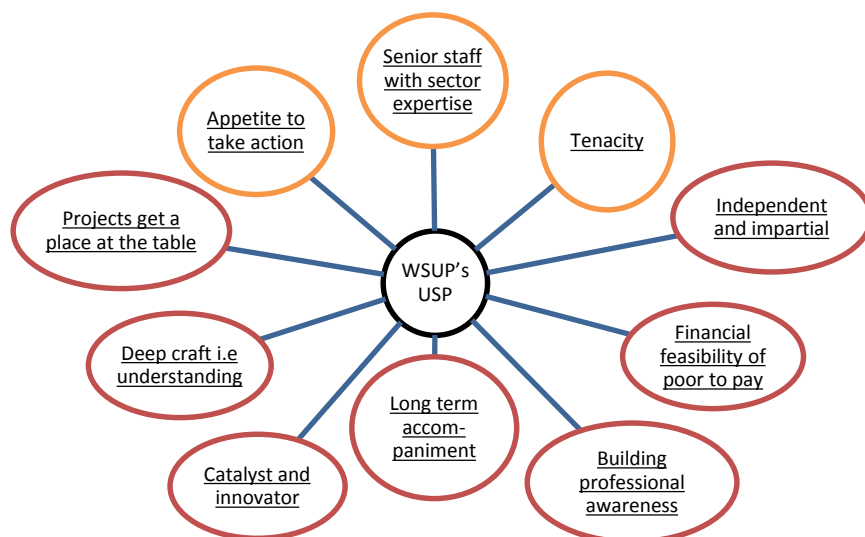 Senior staff
with sector
expertise
Appetite to
take action
Tenacity
Projects get a
place at the table
Independent
and impartial
WSUP’s
USP
Deep craft i.e
understanding
Financial
feasibility of
poor to pay
Long term
accom-
paniment
Catalyst and
innovator
Building
professional
awareness